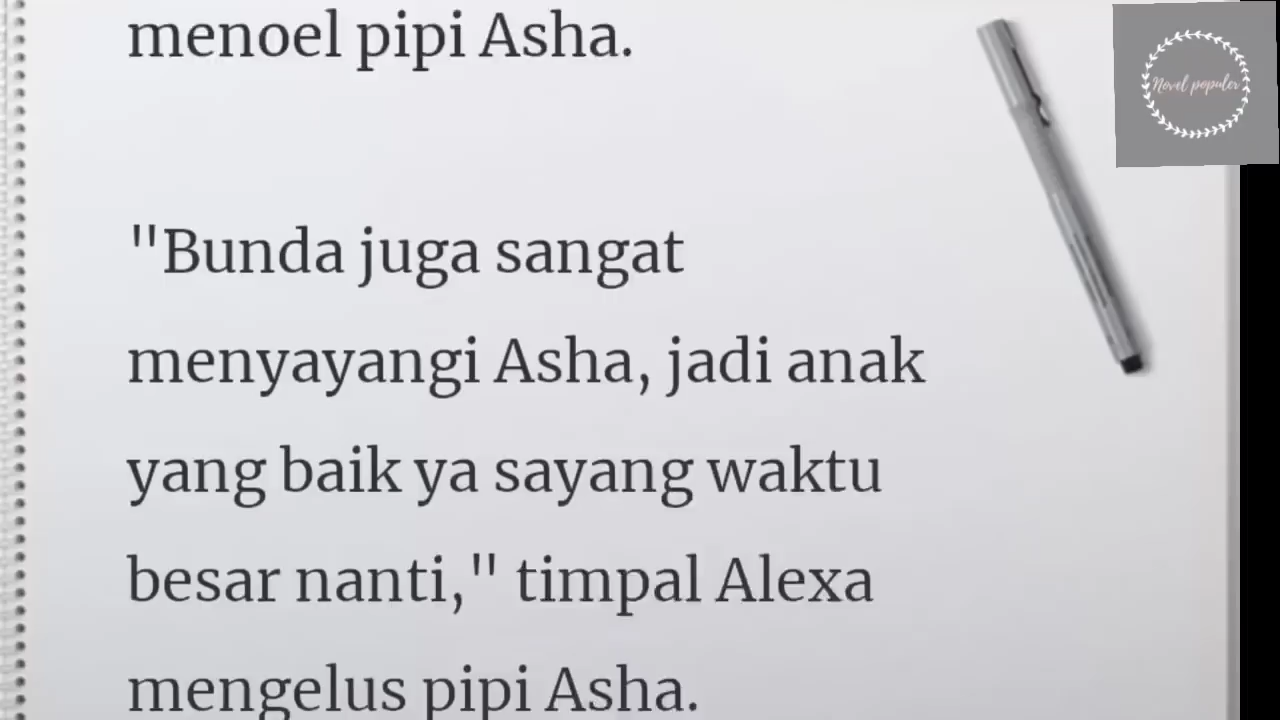 menoel pipi Asha.
Novel populer
"Bunda juga sangat
menyayangi Asha, jadi anak
yang baik ya sayang waktu
besar nanti," timpal Alexa
mengelus pipi Asha.